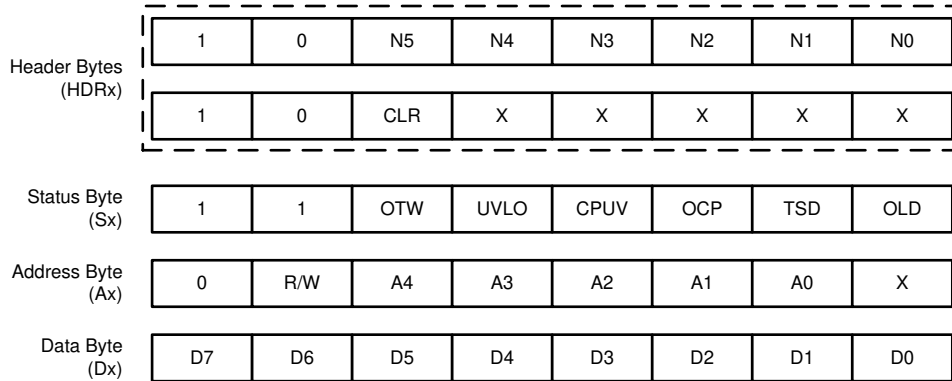 Header Bytes
(HDRx)
1 0 N5 N4 N3 N2 N1 N0
1 0 CLR X X X X X
Status Byte
(Sx)
1 1 OTW UVLO CPUV OCP TSD OLD
Address Byte
(Ax)
0 R/W A4 A3 A2 A1 A0 X
Data Byte
(Dx)
D7 D6 D5 D4 D3 D2 D1 D0